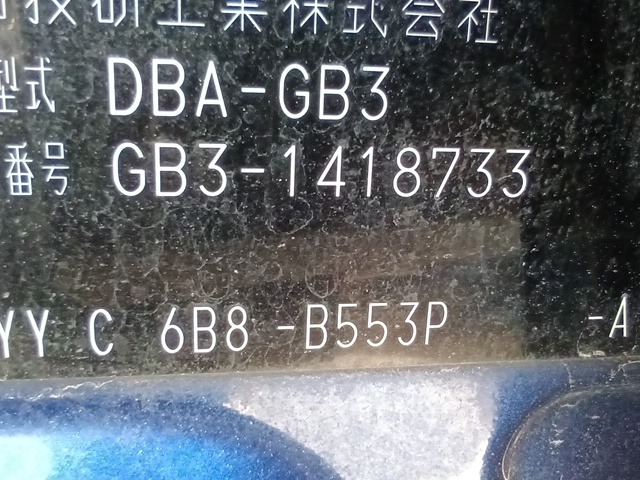 技研工業株式会社
型式 DBA-GB3
番号 GB3-1418733
YY C 6B8 -B553P -A